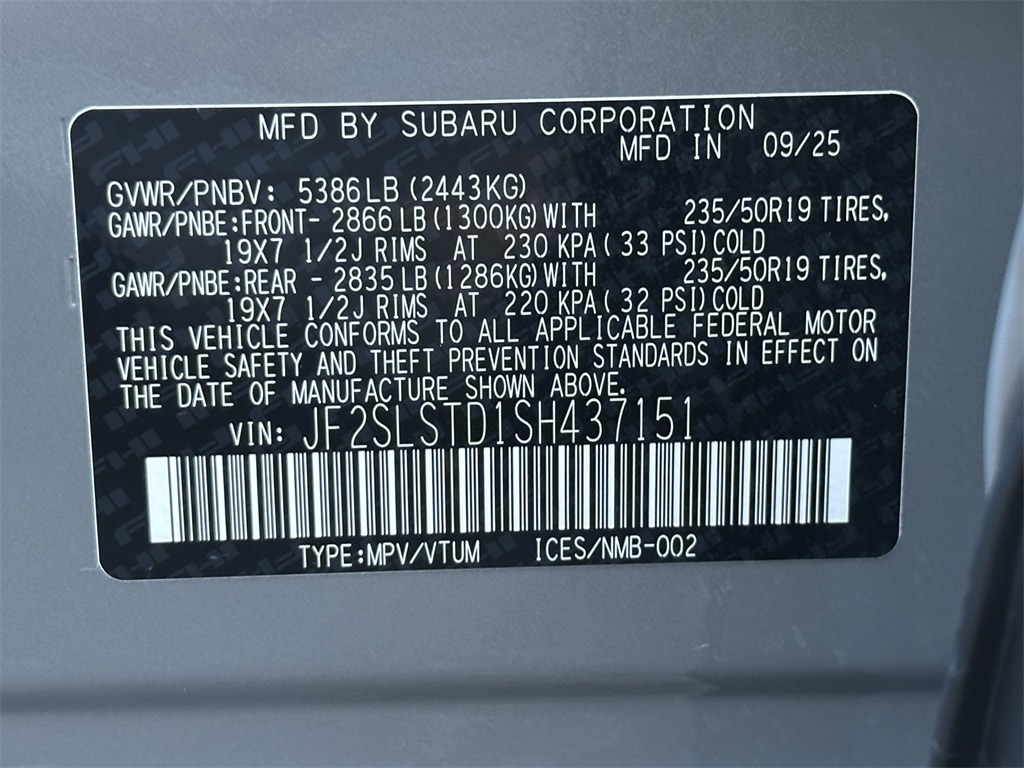 MFD BY SUBARU CORPORATION
MFD IN 09/25
GVWR/PNBV: 5386LB (2443KG)
GAWR/PNBE:FRONT- 2866 LB (1300KG) WITH 235/50R19 TIRES,
19X7 1/2J RIMS AT 230 KPA ( 33 PSI) COLD
GAWR/PNBE:REAR - 2835 LB (1286KG) WITH 235/50R19 TIRES,
19X7 1/2J RIMS AT 220 KPA ( 32 PSI) COLD
THIS VEHICLE CONFORMS TO ALL APPLICABLE FEDERAL MOTOR
VEHICLE SAFETY AND THEFT PREVENTION STANDARDS IN EFFECT ON
THE DATE OF MANUFACTURE SHOWN ABOVE.
VIN: JF2SLSTD1SH437151
TYPE:MPV/VTUM ICES/NMB-002